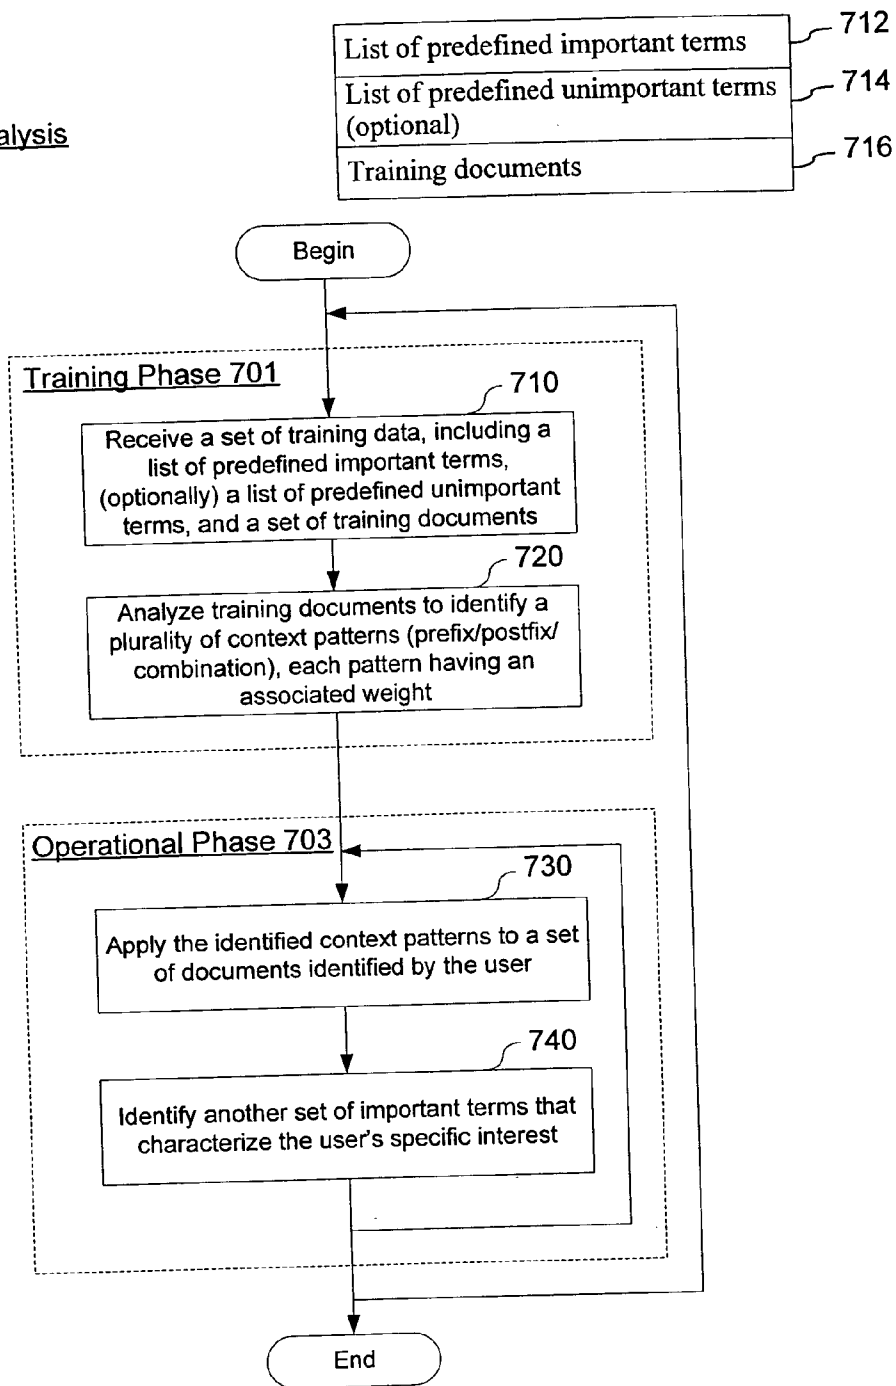 List of predefined important terms
712
List of predefined unimportant terms
(optional)
714
Training documents
716
alysis
Begin
Training Phase 701
710
Receive a set of training data, including a
list of predefined important terms,
(optionally) a list of predefined unimportant
terms, and a set of training documents
720
Analyze training documents to identify a
plurality of context patterns (prefix/postfix/
combination), each pattern having an
associated weight
Operational Phase 703
730
Apply the identified context patterns to a set
of documents identified by the user
740
Identify another set of important terms that
characterize the user's specific interest
End